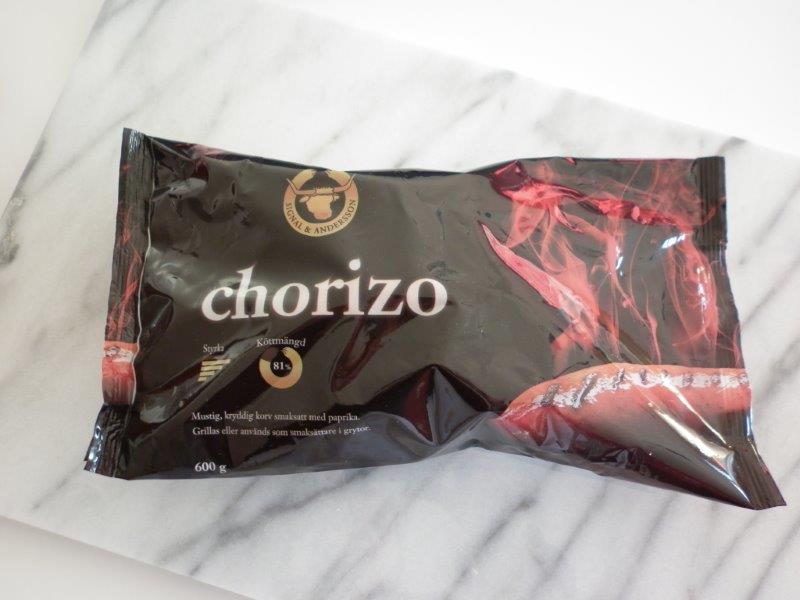 SIGNAL & ANDERSSON
chorizo
Styrka
Köttmängd
81%
Mustig, kryddig korv smaksatt med paprika.
Grillas eller används som smaksättare i grytor.
600 g